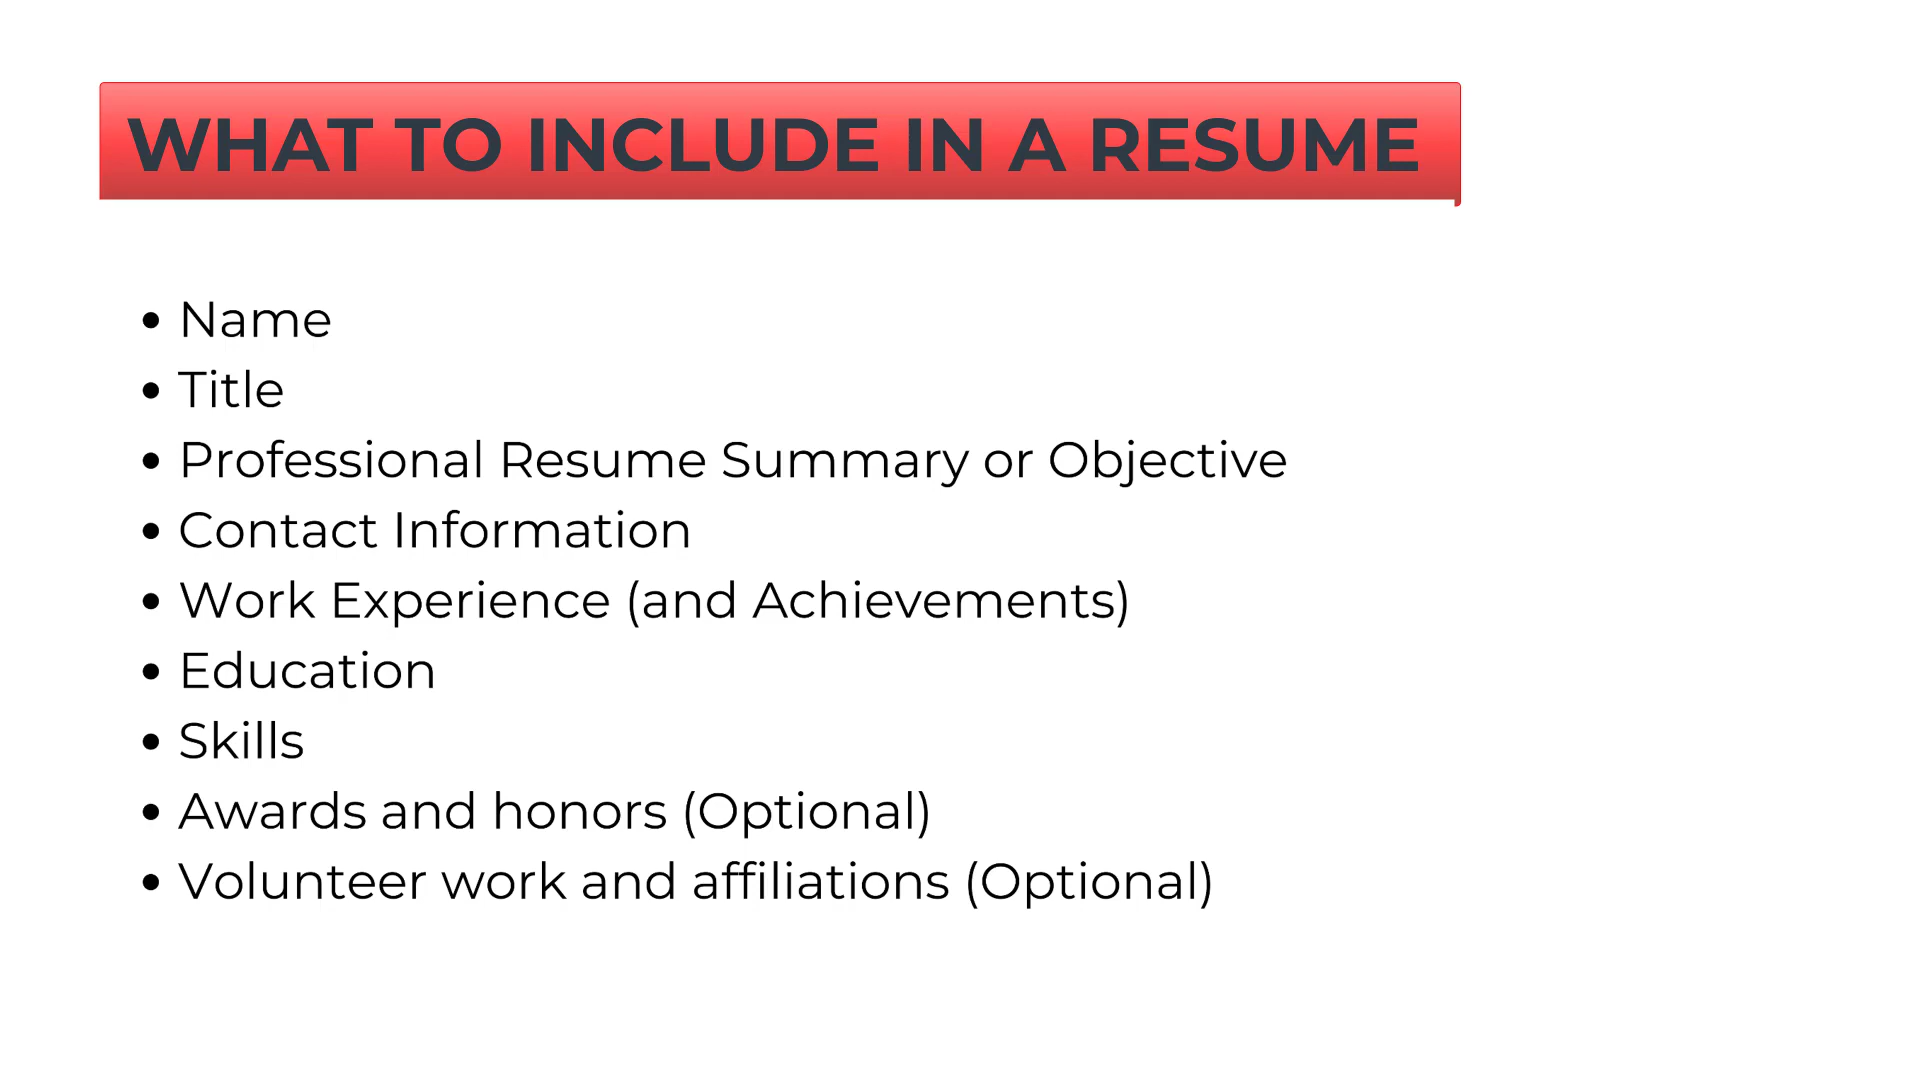 WHAT TO INCLUDE IN A RESUME
• Name
• Title
• Professional Resume Summary or Objective
• Contact Information
• Work Experience (and Achievements)
• Education
• Skills
• Awards and honors (Optional)
• Volunteer work and affiliations (Optional)